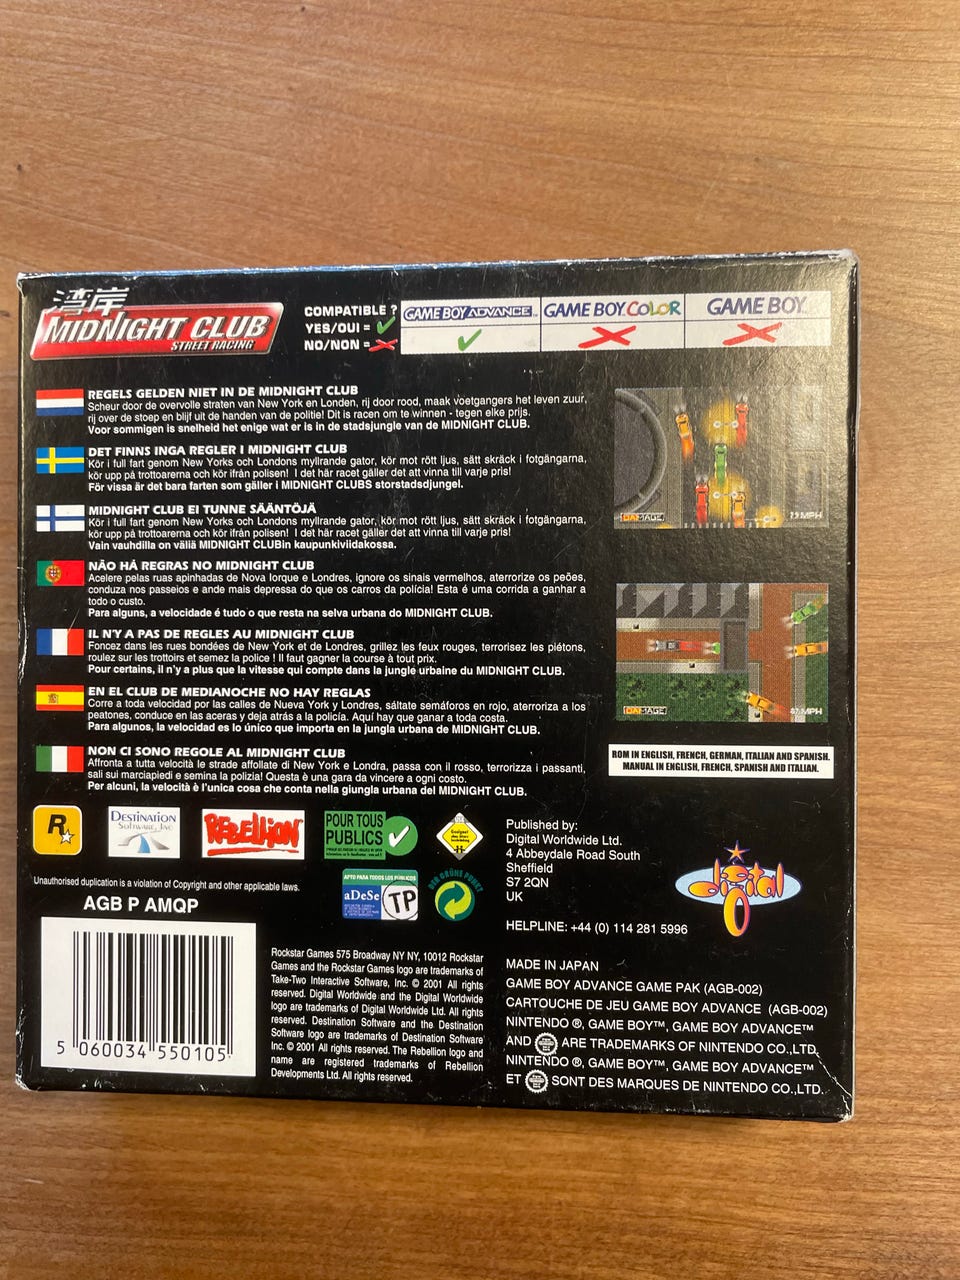 湾岸
MIDNIGHT CLUB
STREET RACING
COMPATIBLE ?
YES/OUI =
NO/NON =
GAME BOY ADVANCE™
GAME BOY COLOR
GAME BOY™
REGELS GELDEN NIET IN DE MIDNIGHT CLUB
Scheur door de overvolle straten van New York en Londen, rij door rood, maak voetgangers het leven zuur,
rij over de stoep en blijf uit de handen van de politie! Dit is racen om te winnen - tegen elke prijs.
Voor sommigen is snelheid het enige wat er is in de stadsjungle van de MIDNIGHT CLUB.
DET FINNS INGA REGLER I MIDNIGHT CLUB
Kör i full fart genom New Yorks och Londons myllrande gator, kör mot rött ljus, sätt skräck i fotgängarna,
kör upp på trottoarerna och kör ifrån polisen! I det här racet gäller det att vinna till varje pris!
För vissa är det bara farten som gäller i MIDNIGHT CLUBS storstadsdjungel.
MIDNIGHT CLUB EI TUNNE SÄÄNTÖJÄ
Kör i full fart genom New Yorks och Londons myllrande gator, kör mot rött ljus, sätt skräck i fotgängarna,
kör upp på trottoarerna och kör ifrån polisen! I det här racet gäller det att vinna till varje pris!
Vain vauhdilla on väliä MIDNIGHT CLUBin kaupunkiviidakossa.
NÃO HÁ REGRAS NO MIDNIGHT CLUB
Acelere pelas ruas apinhadas de Nova Iorque e Londres, ignore os sinais vermelhos, aterrorize os peões,
conduza nos passeios e ande mais depressa do que os carros da polícia! Esta é uma corrida a ganhar a
todo o custo.
Para alguns, a velocidade é tudo o que resta na selva urbana do MIDNIGHT CLUB.
IL N'Y A PAS DE REGLES AU MIDNIGHT CLUB
Foncez dans les rues bondées de New York et de Londres, grillez les feux rouges, terrorisez les piétons,
roulez sur les trottoirs et semez la police ! Il faut gagner la course à tout prix.
Pour certains, il n'y a plus que la vitesse qui compte dans la jungle urbaine du MIDNIGHT CLUB.
EN EL CLUB DE MEDIANOCHE NO HAY REGLAS
Corre a toda velocidad por las calles de Nueva York y Londres, sáltate semáforos en rojo, aterroriza a los
peatones, conduce en las aceras y deja atrás a la policía. Aquí hay que ganar a toda costa.
Para algunos, la velocidad es lo único que importa en la jungla urbana de MIDNIGHT CLUB.
NON CI SONO REGOLE AL MIDNIGHT CLUB
Affronta a tutta velocità le strade affollate di New York e Londra, passa con il rosso, terrorizza i passanti,
sali sui marciapiedi e semina la polizia! Questa è una gara da vincere a ogni costo.
Per alcuni, la velocità è l'unica cosa che conta nella giungla urbana del MIDNIGHT CLUB.
DAMAGE
MPH
DAMAGE
MPH
ROM IN ENGLISH, FRENCH, GERMAN, ITALIAN AND SPANISH.
MANUAL IN ENGLISH, FRENCH, SPANISH AND ITALIAN.
R
DESTINATION
SOFTWARE, INC
REBELLION
POUR TOUS
PUBLICS
APTO PARA TODOS LOS PÚBLICOS
aDeSe
TP
DER GRÜNE PUNKT
Published by:
Digital Worldwide Ltd.
4 Abbeydale Road South
Sheffield
S7 2QN
UK
HELPLINE: +44 (0) 114 281 5996
digital
Unauthorised duplication is a violation of Copyright and other applicable laws.
AGB P AMQP
5 060034 550105
Rockstar Games 575 Broadway NY NY, 10012 Rockstar
Games and the Rockstar Games logo are trademarks of
Take-Two Interactive Software, Inc. © 2001 All rights
reserved. Digital Worldwide and the Digital Worldwide
logo are trademarks of Digital Worldwide Ltd. All rights
reserved. Destination Software and the Destination
Software logo are trademarks of Destination Software
Inc. © 2001 All rights reserved. The Rebellion logo and
name are registered trademarks of Rebellion
Developments Ltd. All rights reserved.
MADE IN JAPAN
GAME BOY ADVANCE GAME PAK (AGB-002)
CARTOUCHE DE JEU GAME BOY ADVANCE (AGB-002)
NINTENDO ®, GAME BOY™, GAME BOY ADVANCE™
AND ARE TRADEMARKS OF NINTENDO CO.,LTD.
NINTENDO ®, GAME BOY™, GAME BOY ADVANCE™
ET SONT DES MARQUES DE NINTENDO CO.,LTD.